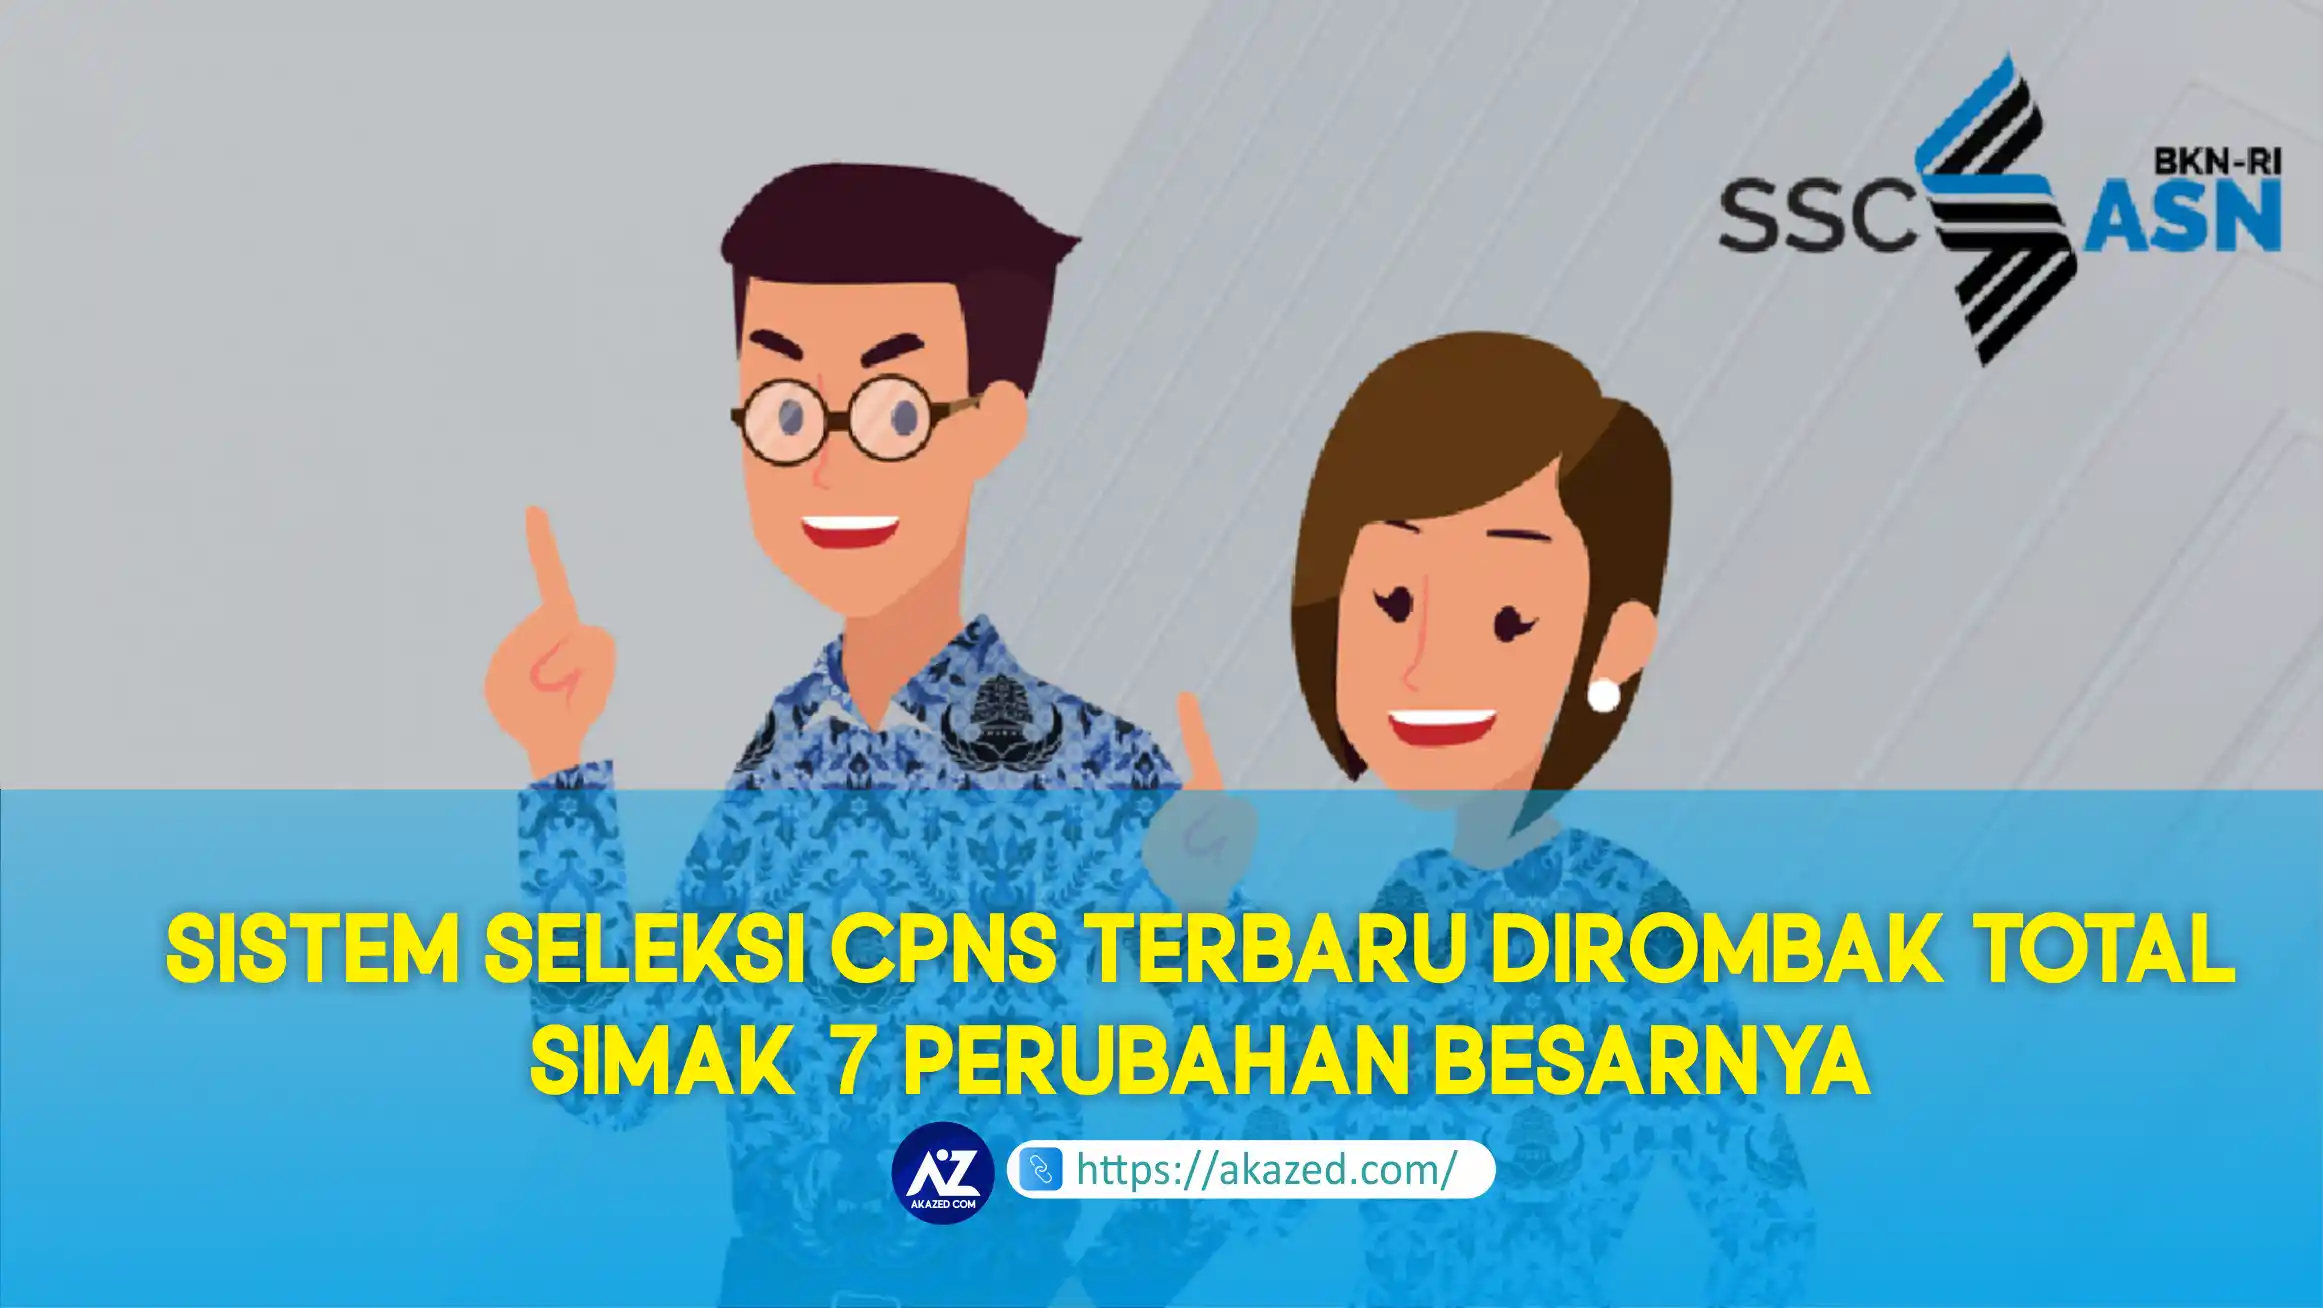 BKN-RI
SSC ASN
SISTEM SELEKSI CPNS TERBARU DIROMBAK TOTAL
SIMAK 7 PERUBAHAN BESARNYA
AZ
AKAZED COM
https://akazed.com/